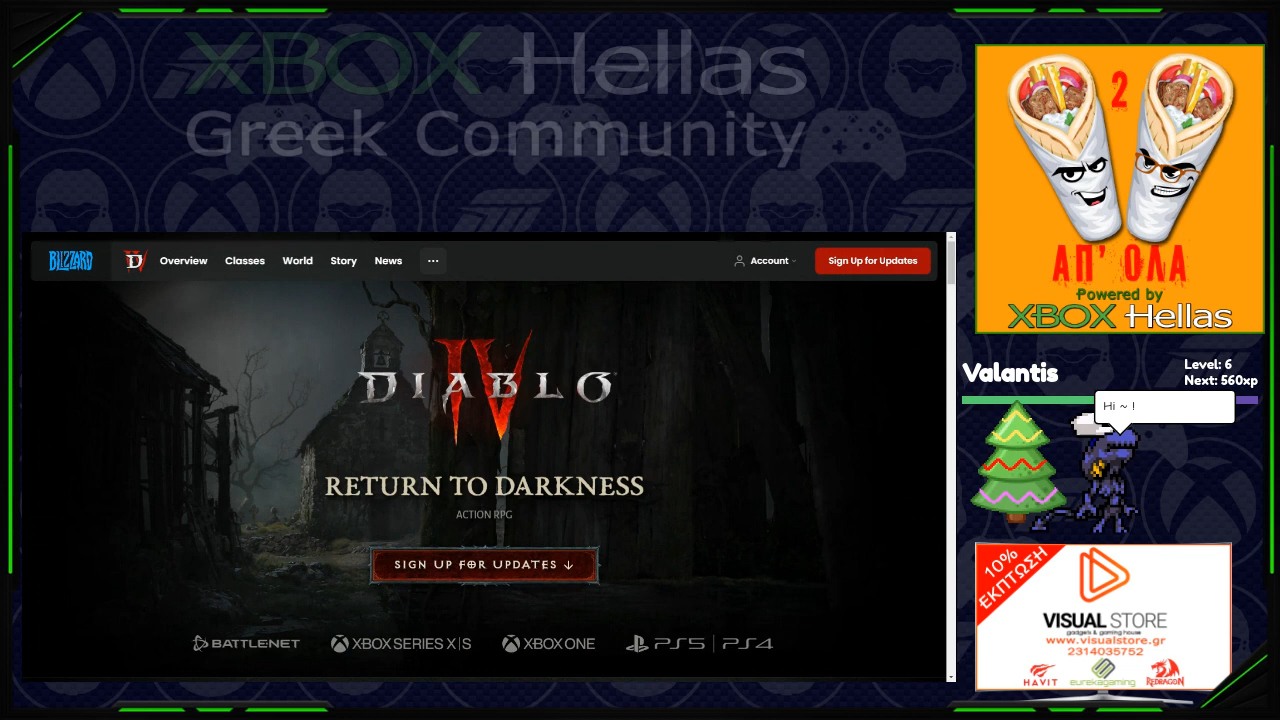 XBOX Hellas
Greek Community
BLIZZARD
IV
D
Overview
Classes
World
Story
News
...
Account
Sign Up for Updates
IV
DIABLO
RETURN TO DARKNESS
ACTION RPG
SIGN UP FOR UPDATES ↓
BATTLE.NET
XBOX SERIES X|S
XBOX ONE
PS5 | PS4
2
ΑΠ' ΟΛΑ
Powered by
XBOX Hellas
Valantis
Level: 6
Next: 560xp
Hi ~ !
10%
ΕΚΠΤΩΣΗ
VISUAL STORE
gadgets & gaming house
www.visualstore.gr
2314035752
HAVIT
eurekagaming
REDRAGON